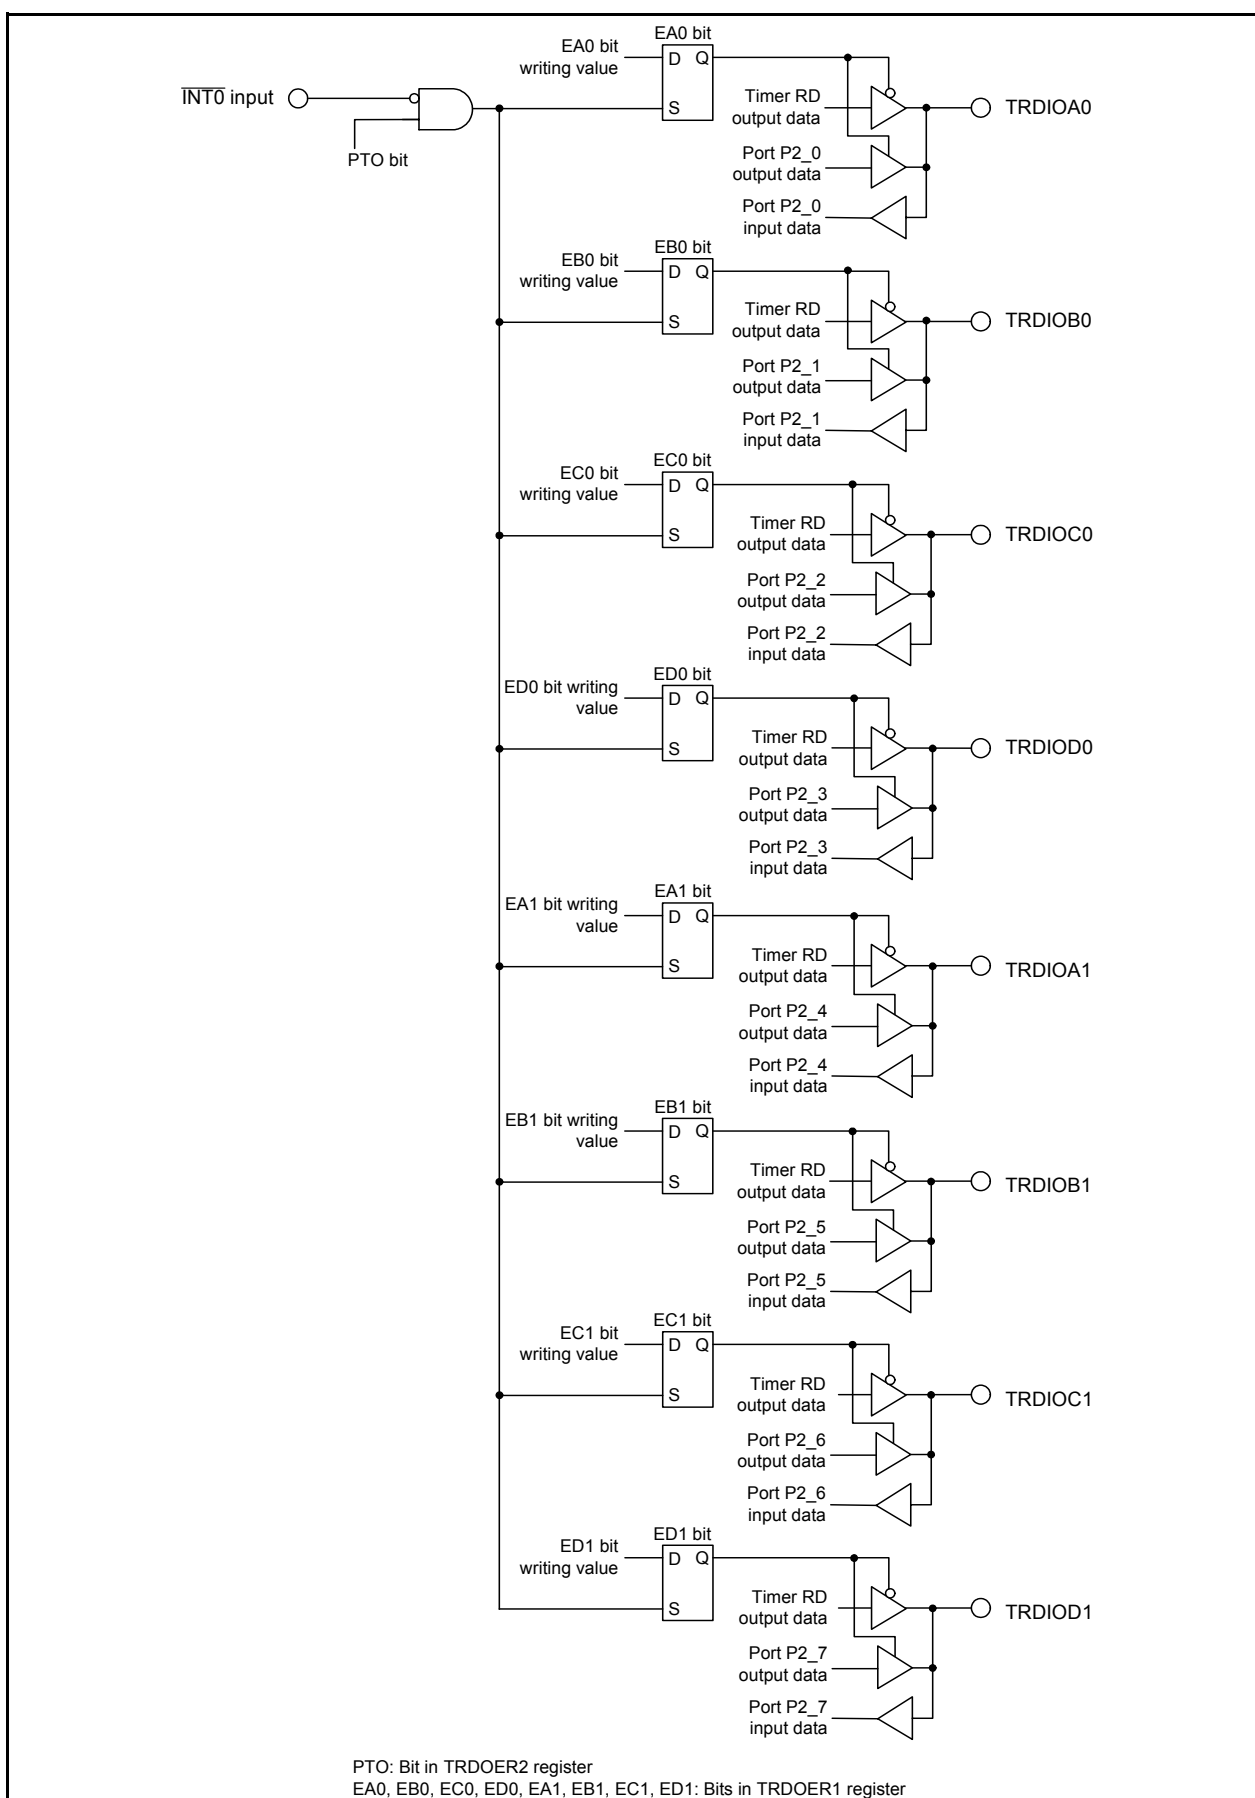 EA0 bit
EA0 bit
writing value
D Q
S
INT0 input
PTO bit
Timer RD
output data
TRDIOA0
Port P2_0
output data
Port P2_0
input data
EB0 bit
EB0 bit
writing value
D Q
S
Timer RD
output data
TRDIOB0
Port P2_1
output data
Port P2_1
input data
EC0 bit
EC0 bit
writing value
D Q
S
Timer RD
output data
TRDIOC0
Port P2_2
output data
Port P2_2
input data
ED0 bit
ED0 bit writing
value
D Q
S
Timer RD
output data
TRDIOD0
Port P2_3
output data
Port P2_3
input data
EA1 bit
EA1 bit writing
value
D Q
S
Timer RD
output data
TRDIOA1
Port P2_4
output data
Port P2_4
input data
EB1 bit
EB1 bit writing
value
D Q
S
Timer RD
output data
TRDIOB1
Port P2_5
output data
Port P2_5
input data
EC1 bit
EC1 bit
writing value
D Q
S
Timer RD
output data
TRDIOC1
Port P2_6
output data
Port P2_6
input data
ED1 bit
ED1 bit
writing value
D Q
S
Timer RD
output data
TRDIOD1
Port P2_7
output data
Port P2_7
input data
PTO: Bit in TRDOER2 register
EA0, EB0, EC0, ED0, EA1, EB1, EC1, ED1: Bits in TRDOER1 register